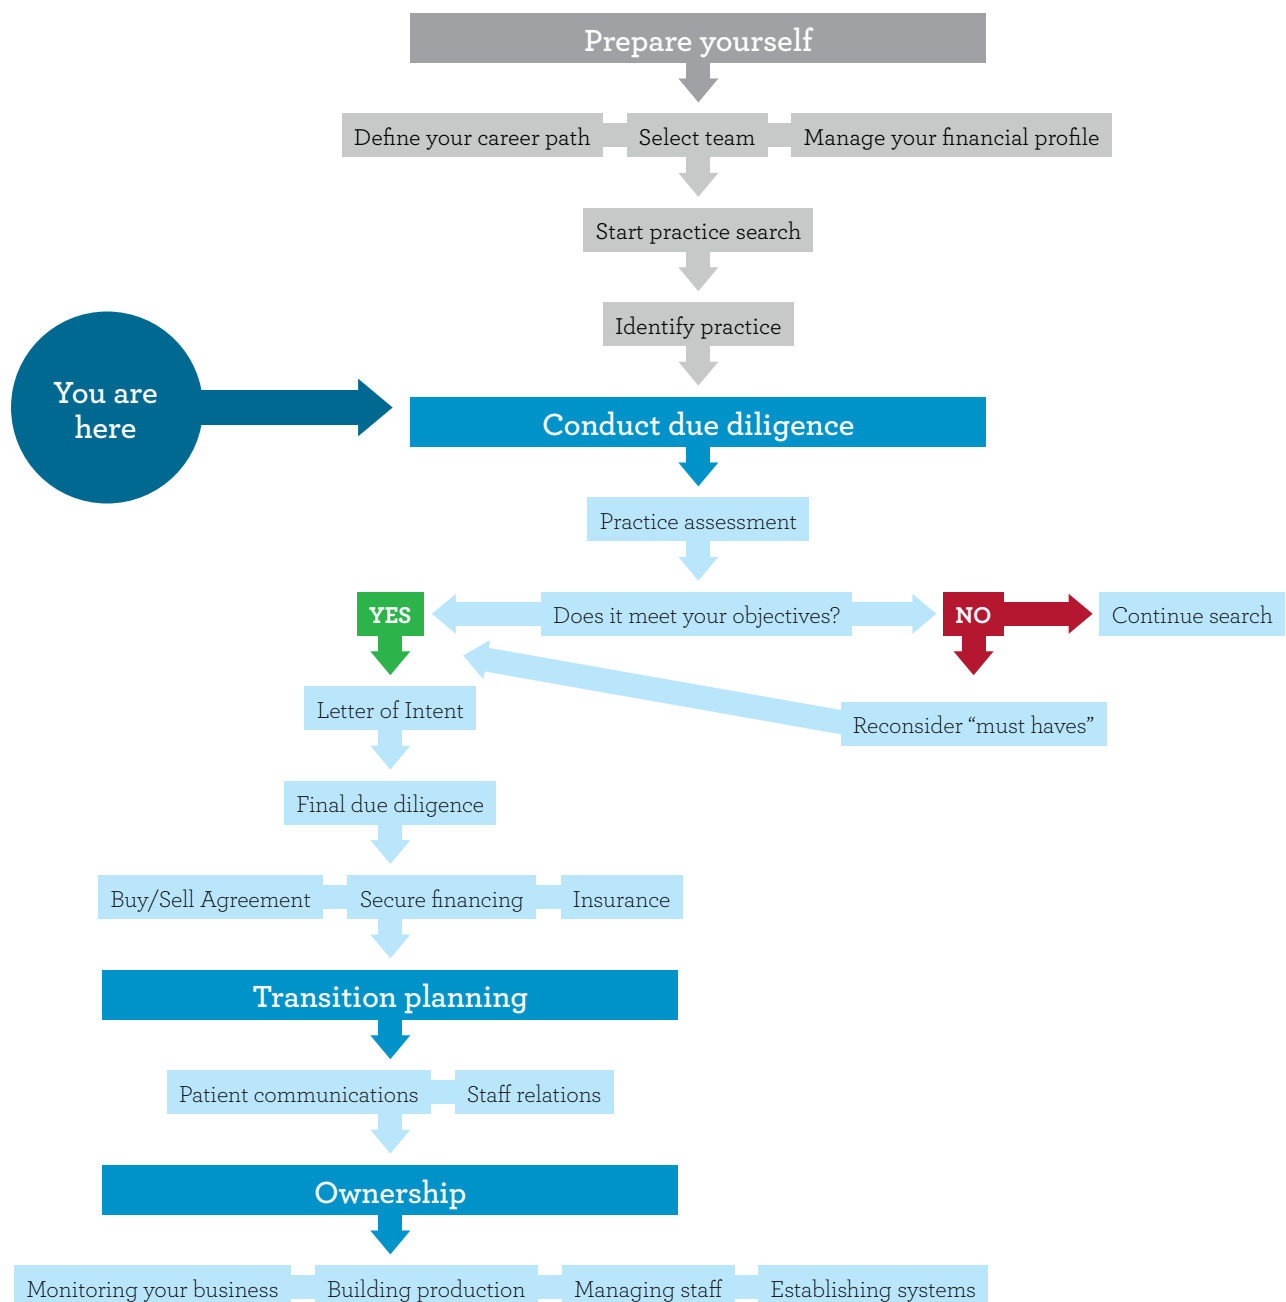 Prepare yourself
Define your career path
Select team
Manage your financial profile
Start practice search
Identify practice
You are
here
Conduct due diligence
Practice assessment
YES
Does it meet your objectives?
NO
Continue search
Letter of Intent
Reconsider “must haves”
Final due diligence
Buy/Sell Agreement
Secure financing
Insurance
Transition planning
Patient communications
Staff relations
Ownership
Monitoring your business
Building production
Managing staff
Establishing systems